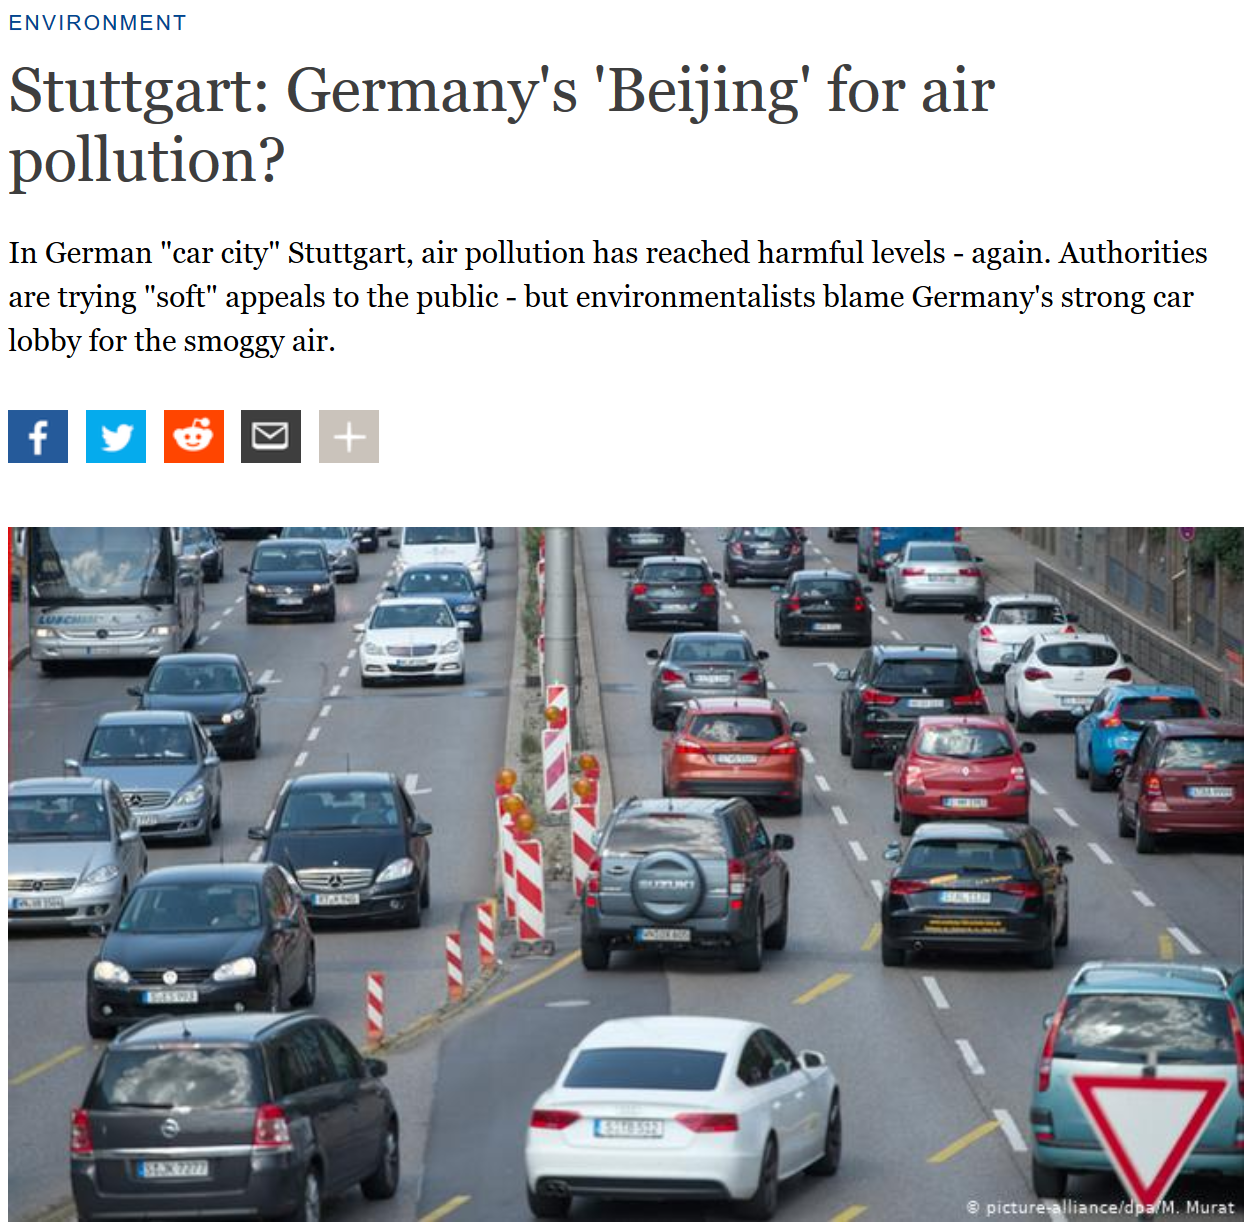 ENVIRONMENT
Stuttgart: Germany's 'Beijing' for air
pollution?
In German "car city" Stuttgart, air pollution has reached harmful levels - again. Authorities
are trying "soft" appeals to the public - but environmentalists blame Germany's strong car
lobby for the smoggy air.
SUZUKI
© picture-alliance/dpa/M. Murat